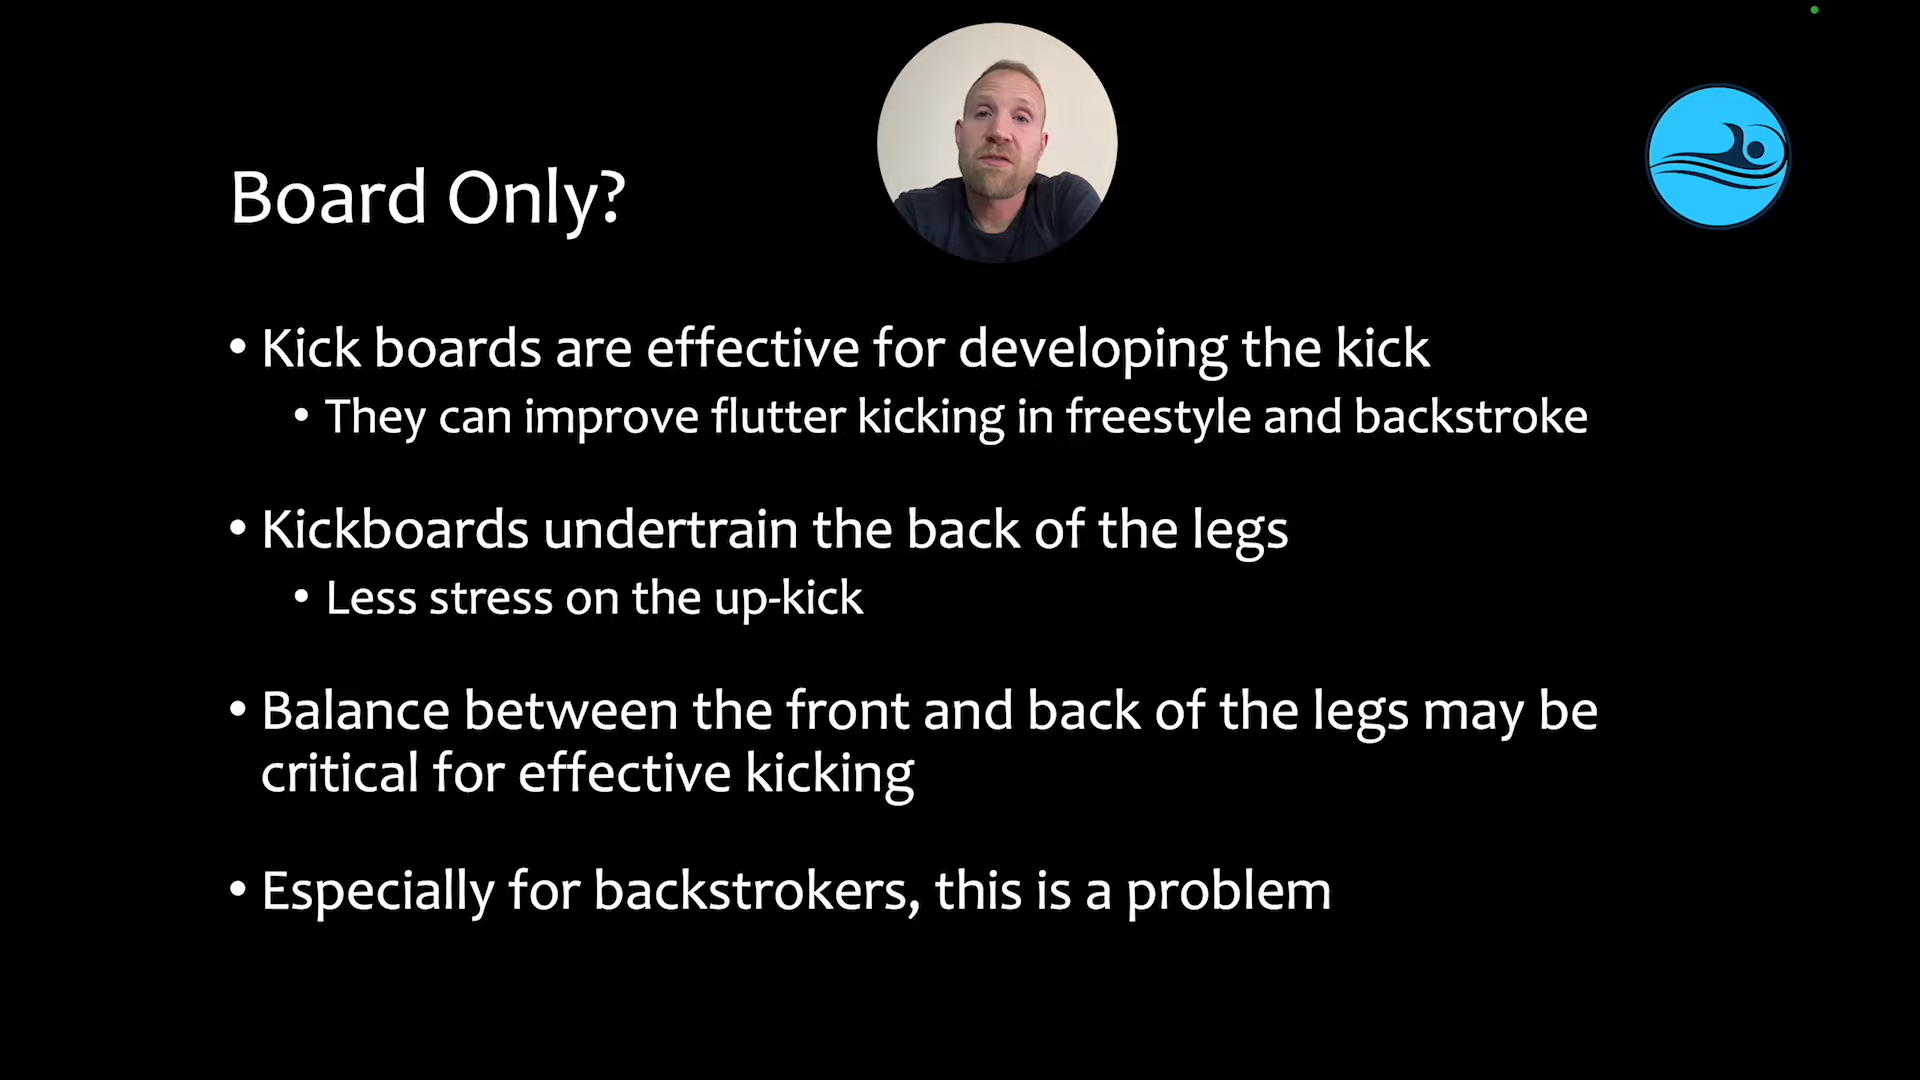 Board Only?
• Kick boards are effective for developing the kick
• They can improve flutter kicking in freestyle and backstroke
• Kickboards undertrain the back of the legs
• Less stress on the up-kick
• Balance between the front and back of the legs may be
critical for effective kicking
• Especially for backstrokers, this is a problem